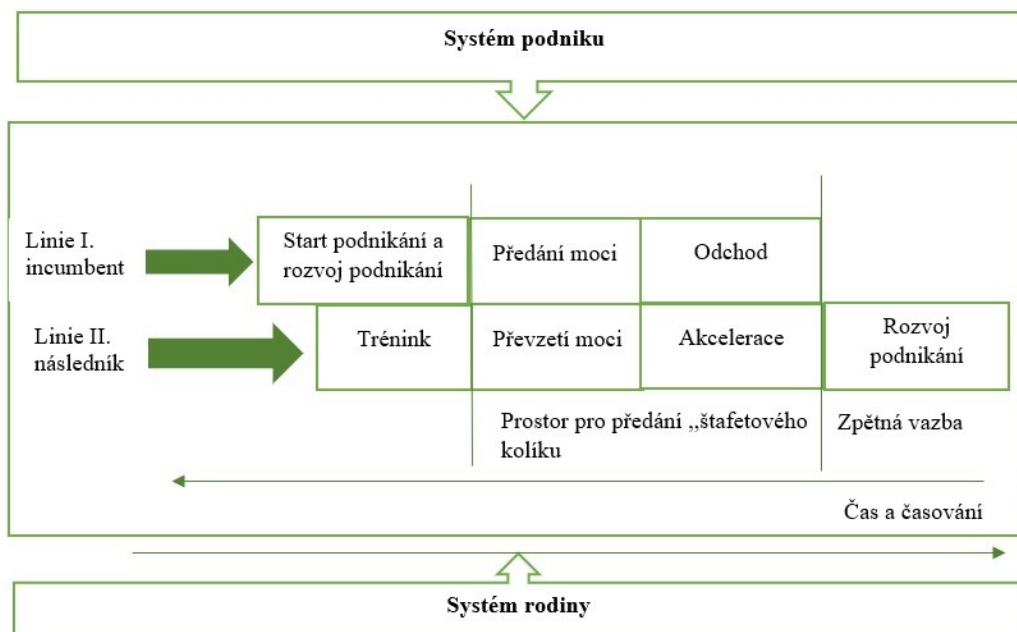 Systém podniku
Linie I.
incumbent
Start podnikání a
rozvoj podnikání
Předání moci
Odchod
Linie II.
následník
Trénink
Převzetí moci
Akcelerace
Rozvoj
podnikání
Prostor pro předání ,,štafetového
kolíku
Zpětná vazba
Čas a časování
Systém rodiny